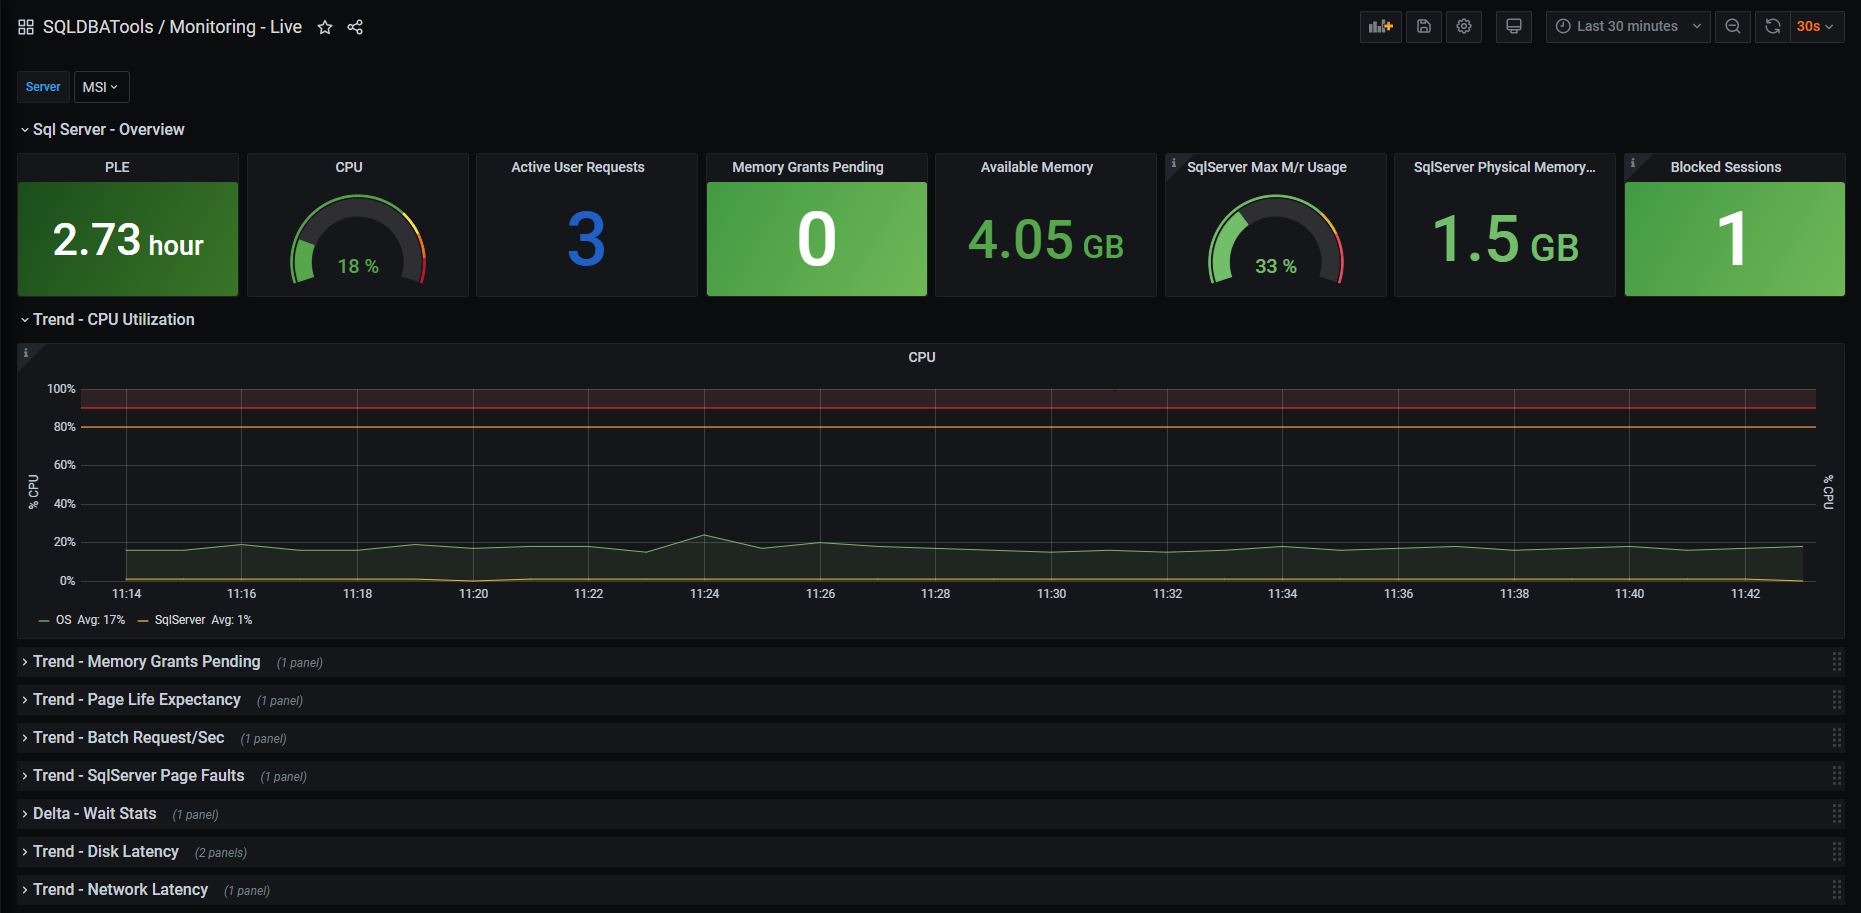 SQLDBATools / Monitoring - Live
Last 30 minutes
30s
Server
MSI
Sql Server - Overview
PLE
CPU
Active User Requests
Memory Grants Pending
Available Memory
SqlServer Max M/r Usage
SqlServer Physical Memory...
Blocked Sessions
2.73 hour
18 %
3
0
4.05 GB
33 %
1.5 GB
1
Trend - CPU Utilization
CPU
100%
80%
60%
40%
20%
0%
% CPU
% CPU
11:14 11:16 11:18 11:20 11:22 11:24 11:26 11:28 11:30 11:32 11:34 11:36 11:38 11:40 11:42
OS Avg: 17% SqlServer Avg: 1%
Trend - Memory Grants Pending (1 panel)
Trend - Page Life Expectancy (1 panel)
Trend - Batch Request/Sec (1 panel)
Trend - SqlServer Page Faults (1 panel)
Delta - Wait Stats (1 panel)
Trend - Disk Latency (2 panels)
Trend - Network Latency (1 panel)